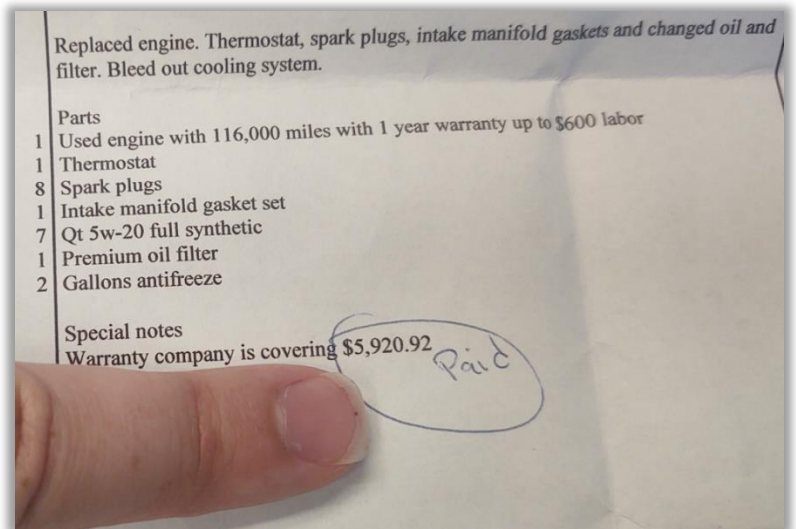 Replaced engine. Thermostat, spark plugs, intake manifold gaskets and changed oil and
filter. Bleed out cooling system.
Parts
1 Used engine with 116,000 miles with 1 year warranty up to $600 labor
1 Thermostat
8 Spark plugs
1 Intake manifold gasket set
7 Qt 5w-20 full synthetic
1 Premium oil filter
2 Gallons antifreeze
Special notes
Warranty company is covering $5,920.92
Paid